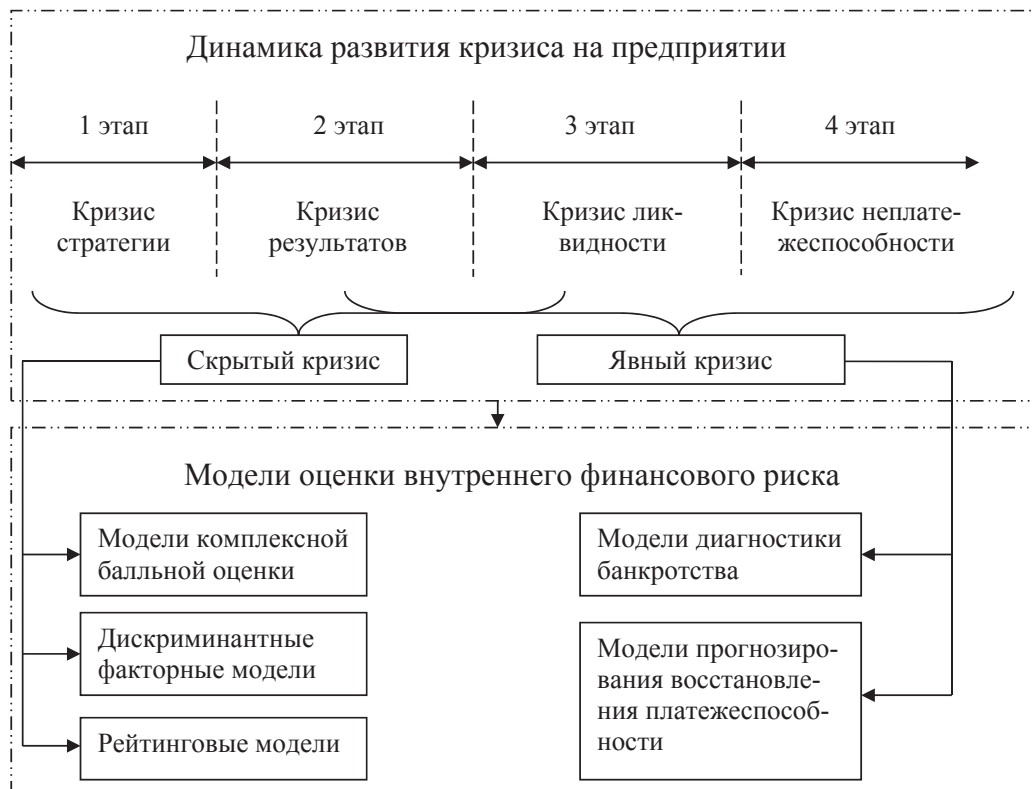 Динамика развития кризиса на предприятии
1 этап
2 этап
3 этап
4 этап
Кризис
стратегии
Кризис
результатов
Кризис лик-
видности
Кризис неплате-
жеспособности
Скрытый кризис
Явный кризис
Модели оценки внутреннего финансового риска
Модели комплексной
балльной оценки
Дискриминантные
факторные модели
Рейтинговые модели
Модели диагностики
банкротства
Модели прогнозиро-
вания восстановле-
ния платежеспособ-
ности